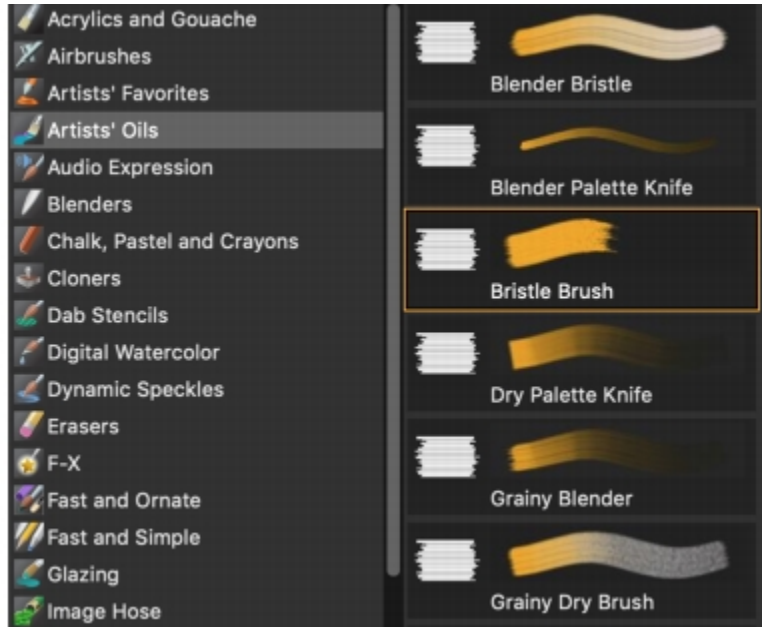 Acrylics and Gouache
Airbrushes
Artists' Favorites
Artists' Oils
Audio Expression
Blenders
Chalk, Pastel and Crayons
Cloners
Dab Stencils
Digital Watercolor
Dynamic Speckles
Erasers
F-X
Fast and Ornate
Fast and Simple
Glazing
Image Hose
Blender Bristle
Blender Palette Knife
Bristle Brush
Dry Palette Knife
Grainy Blender
Grainy Dry Brush